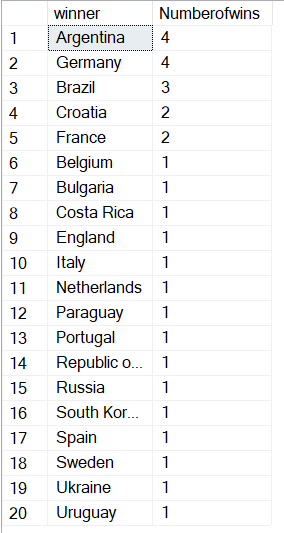 winner Numberofwins
1 Argentina 4
2 Germany 4
3 Brazil 3
4 Croatia 2
5 France 2
6 Belgium 1
7 Bulgaria 1
8 Costa Rica 1
9 England 1
10 Italy 1
11 Netherlands 1
12 Paraguay 1
13 Portugal 1
14 Republic o... 1
15 Russia 1
16 South Kor... 1
17 Spain 1
18 Sweden 1
19 Ukraine 1
20 Uruguay 1